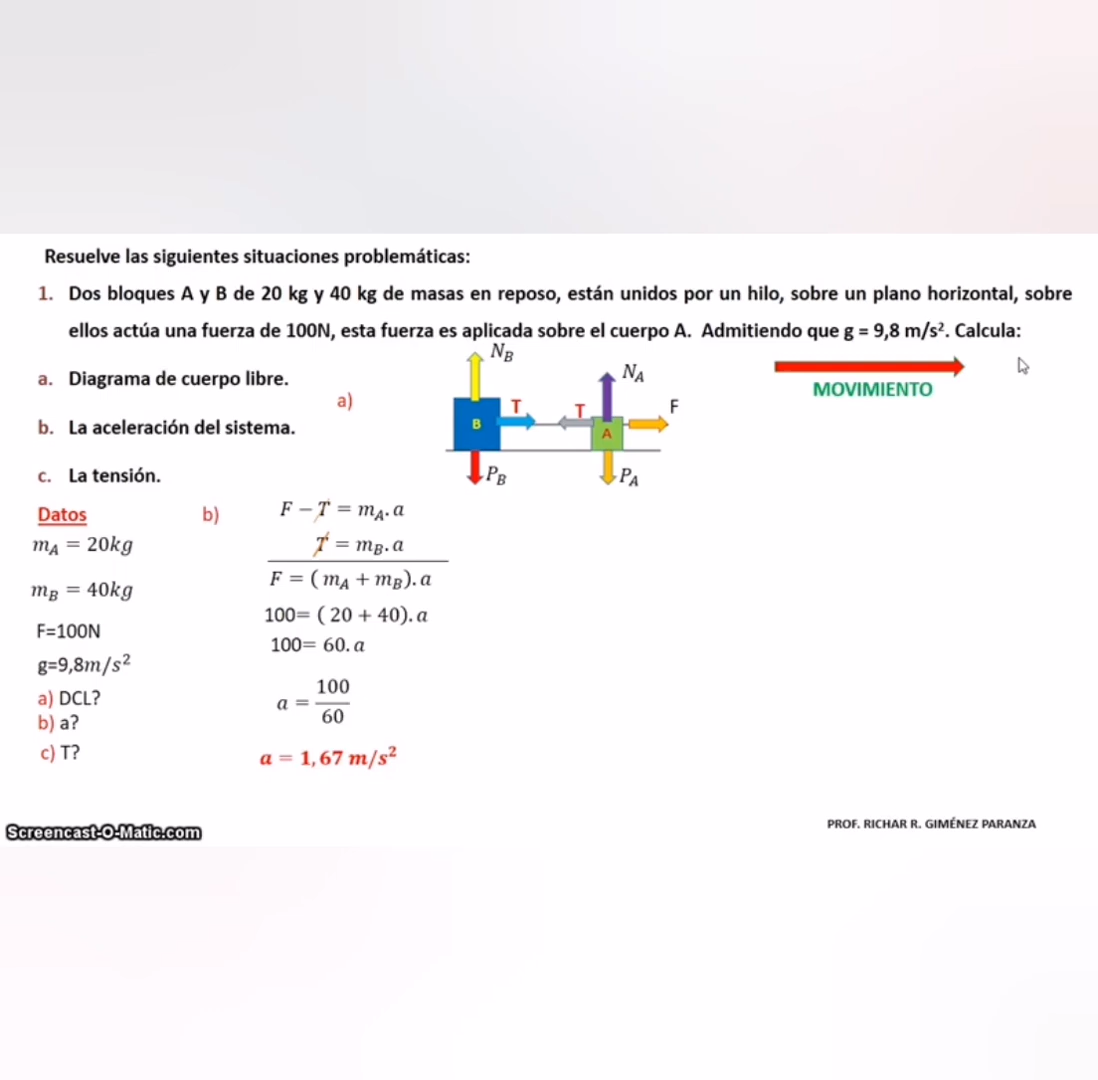 Resuelve las siguientes situaciones problemáticas:
1. Dos bloques A y B de 20 kg y 40 kg de masas en reposo, están unidos por un hilo, sobre un plano horizontal, sobre
ellos actúa una fuerza de 100N, esta fuerza es aplicada sobre el cuerpo A. Admitiendo que g = 9,8 m/s². Calcula:
a. Diagrama de cuerpo libre.
b. La aceleración del sistema.
c. La tensión.
a)
N_B
N_A
T
T
F
B
A
P_B
P_A
MOVIMIENTO
Datos
m_A = 20kg
m_B = 40kg
F=100N
g=9,8m/s²
a) DCL?
b) a?
c) T?
b)
F − T = m_A. a
T = m_B. a
F = ( m_A + m_B). a
100= ( 20 + 40). a
100= 60. a
a = 100/60
a = 1,67 m/s²
Screencast-O-Matic.com
PROF. RICHAR R. GIMÉNEZ PARANZA